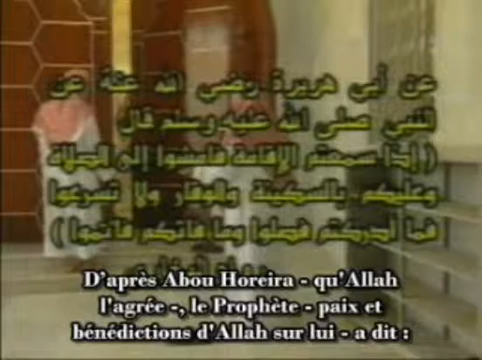 عن أبي هريرة رضي الله عنه عن
النبي صلى الله عليه وسلم قال
( إذا سمعتم الإقامة فامشوا إلى الصلاة
وعليكم بالسكينة والوقار ولا تسرعوا
فما أدركتم فصلوا وما فاتكم فأتموا )
D'après Abou Horeira - qu'Allah
l'agrée -, le Prophète - paix et
bénédictions d'Allah sur lui - a dit :